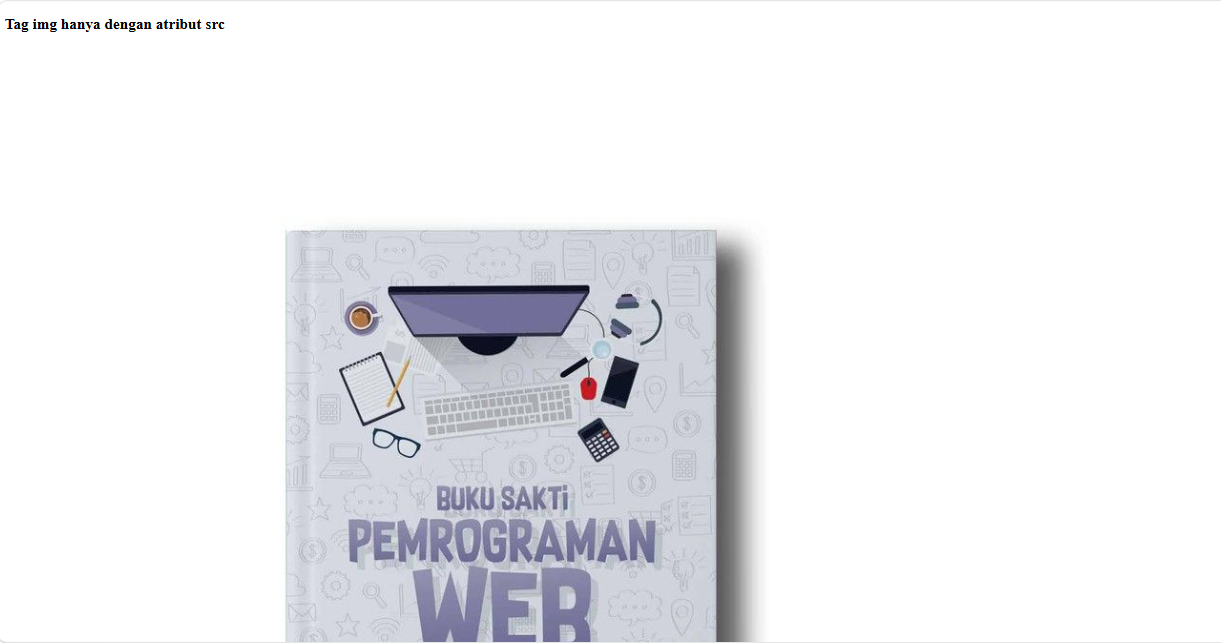 Tag img hanya dengan atribut src
BUKU SAKTi
PEMROGRAMAN
WEB